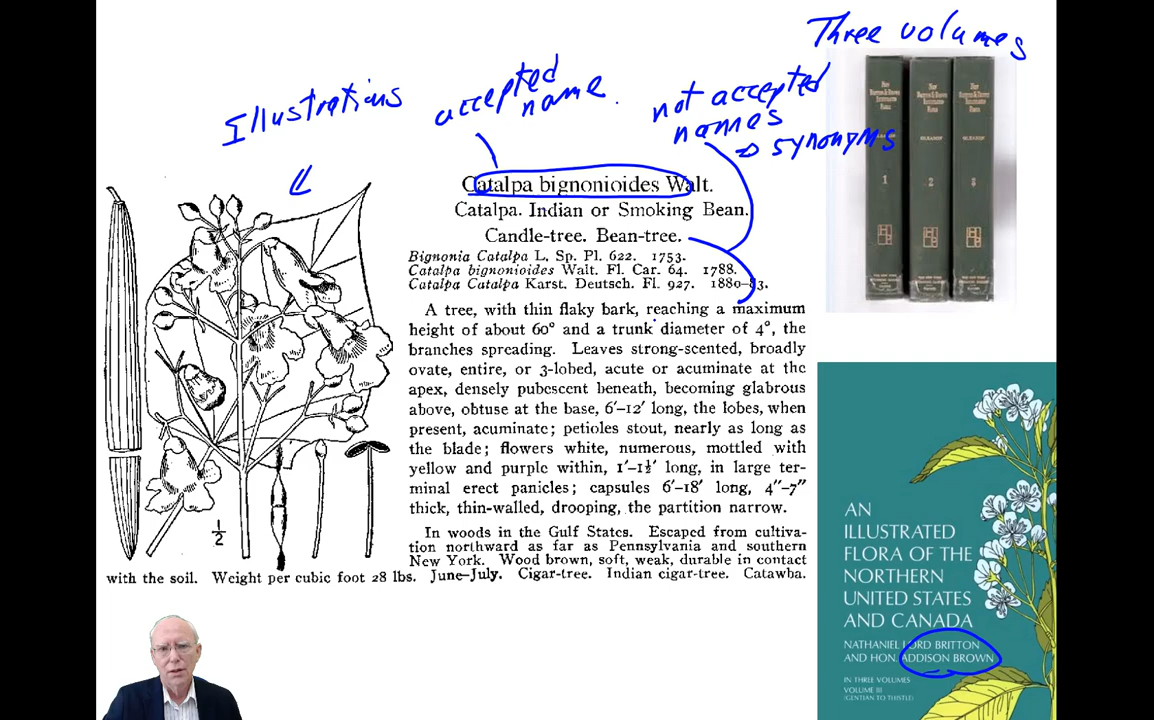 Three volumes
Illustrations
accepted
name.
not accepted
names
synonyms
Catalpa bignonioides Walt.
Catalpa. Indian or Smoking Bean.
Candle-tree. Bean-tree.
Bignonia Catalpa L. Sp. Pl. 622. 1753.
Catalpa bignonioides Walt. Fl. Car. 64. 1788.
Catalpa Catalpa Karst. Deutsch. Fl. 927. 1880–83.
A tree, with thin flaky bark, reaching a maximum
height of about 60° and a trunk diameter of 4°, the
branches spreading. Leaves strong-scented, broadly
ovate, entire, or 3-lobed, acute or acuminate at the
apex, densely pubescent beneath, becoming glabrous
above, obtuse at the base, 6′–12′ long, the lobes, when
present, acuminate; petioles stout, nearly as long as
the blade; flowers white, numerous, mottled with
yellow and purple within, 1′–1½′ long, in large ter-
minal erect panicles; capsules 6′–18′ long, 4″–7″
thick, thin-walled, drooping, the partition narrow.
In woods in the Gulf States. Escaped from cultiva-
tion northward as far as Pennsylvania and southern
New York. Wood brown, soft, weak, durable in contact
with the soil. Weight per cubic foot 28 lbs. June–July. Cigar-tree. Indian cigar-tree. Catawba.
1/2
GLEASON GLEASON
1 2 3
AN
ILLUSTRATED
FLORA OF THE
NORTHERN
UNITED STATES
AND CANADA
NATHANIEL LORD BRITTON
AND HON. ADDISON BROWN
IN THREE VOLUMES
VOLUME III
(GENTIAN TO THISTLE)